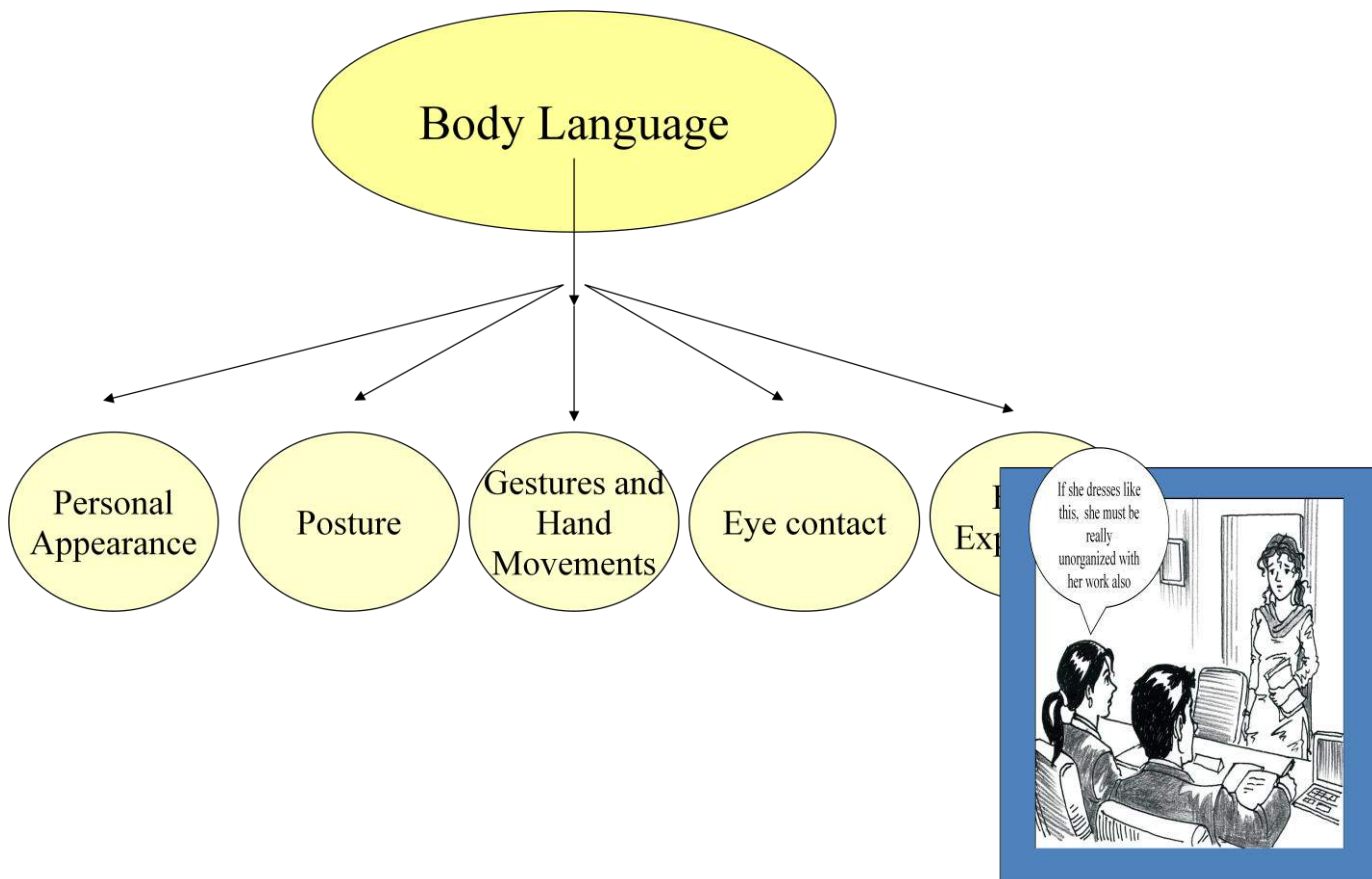 Body Language
Personal
Appearance
Posture
Gestures and
Hand
Movements
Eye contact
If she dresses like
this, she must be
really
unorganized with
her work also